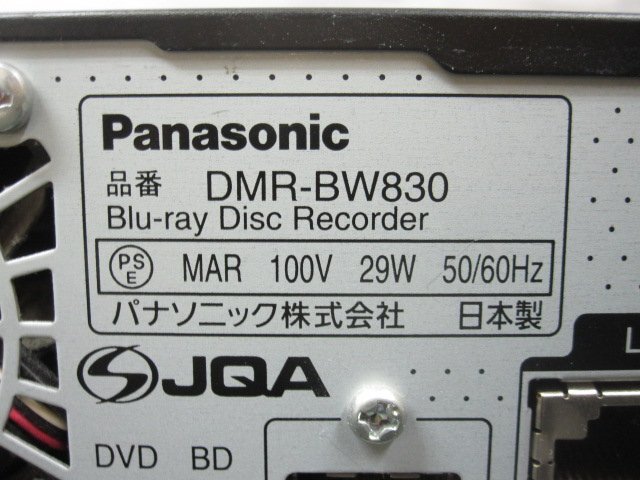 Panasonic
品番 DMR-BW830
Blu-ray Disc Recorder
PSE MAR 100V 29W 50/60Hz
パナソニック株式会社 日本製
JQA
DVD BD